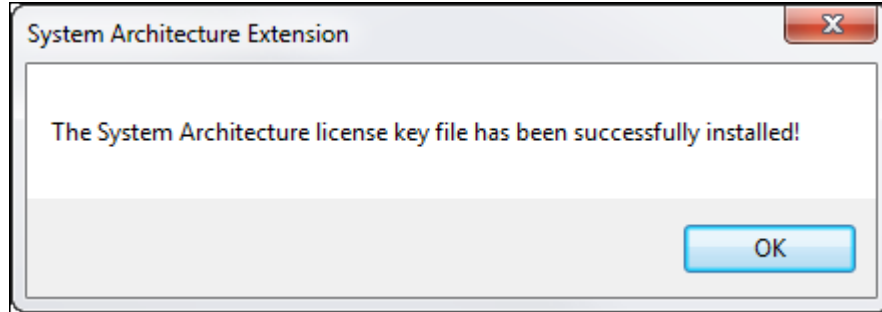 System Architecture Extension
The System Architecture license key file has been successfully installed!
OK